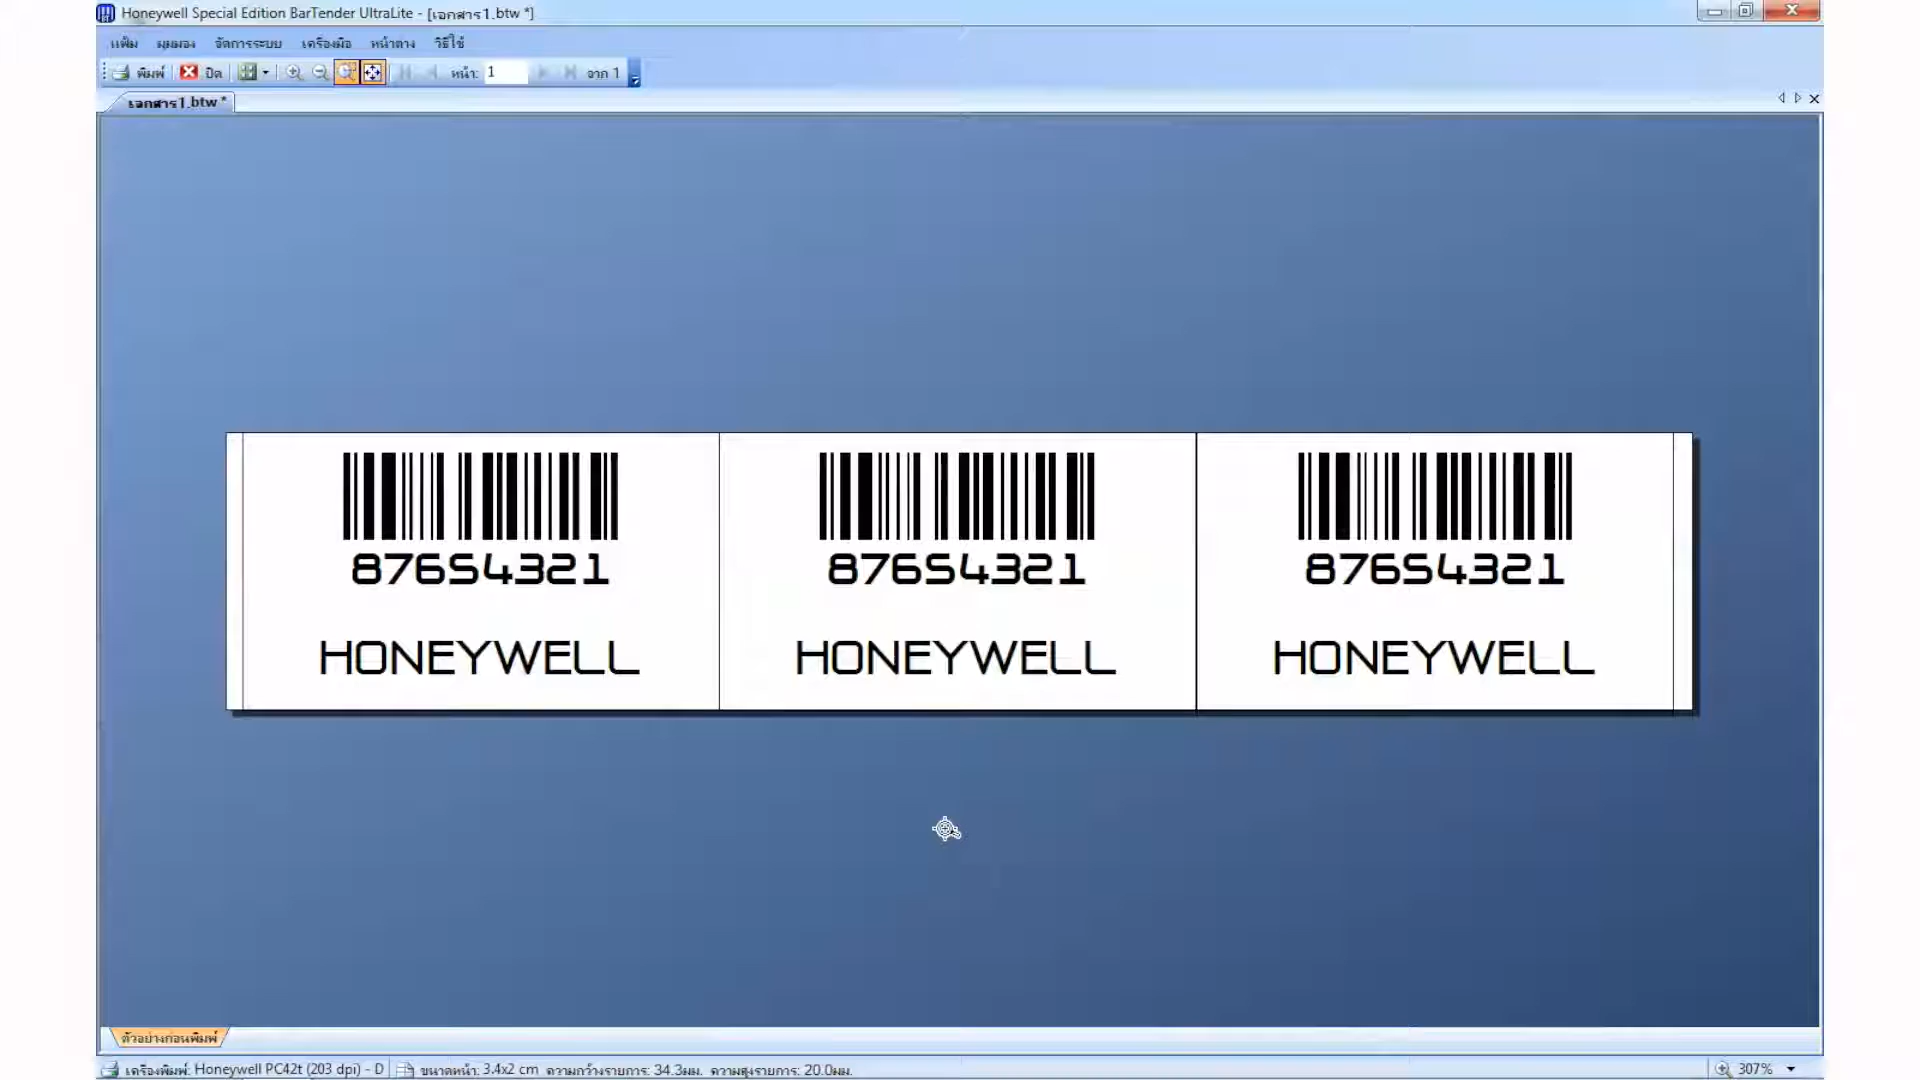 Honeywell Special Edition BarTender UltraLite - [เอกสาร1.btw *]
แฟ้ม มุมมอง จัดการระบบ เครื่องมือ หน้าต่าง วิธีใช้
พิมพ์ ปิด หน้า: 1 จาก 1
เอกสาร1.btw *
87654321 87654321 87654321
HONEYWELL HONEYWELL HONEYWELL
ตัวอย่างก่อนพิมพ์
เครื่องพิมพ์: Honeywell PC42t (203 dpi) - D ขนาดหน้า: 3.4x2 cm ความกว้างรายการ: 34.3มม. ความสูงรายการ: 20.0มม. 307%